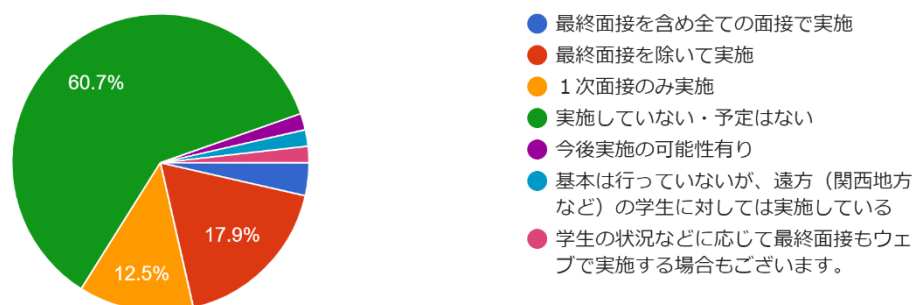 60.7%
17.9%
12.5%
最終面接を含め全ての面接で実施
最終面接を除いて実施
１次面接のみ実施
実施していない・予定はない
今後実施の可能性有り
基本は行っていないが、遠方（関西地方
など）の学生に対しては実施している
学生の状況などに応じて最終面接もウェ
ブで実施する場合もございます。